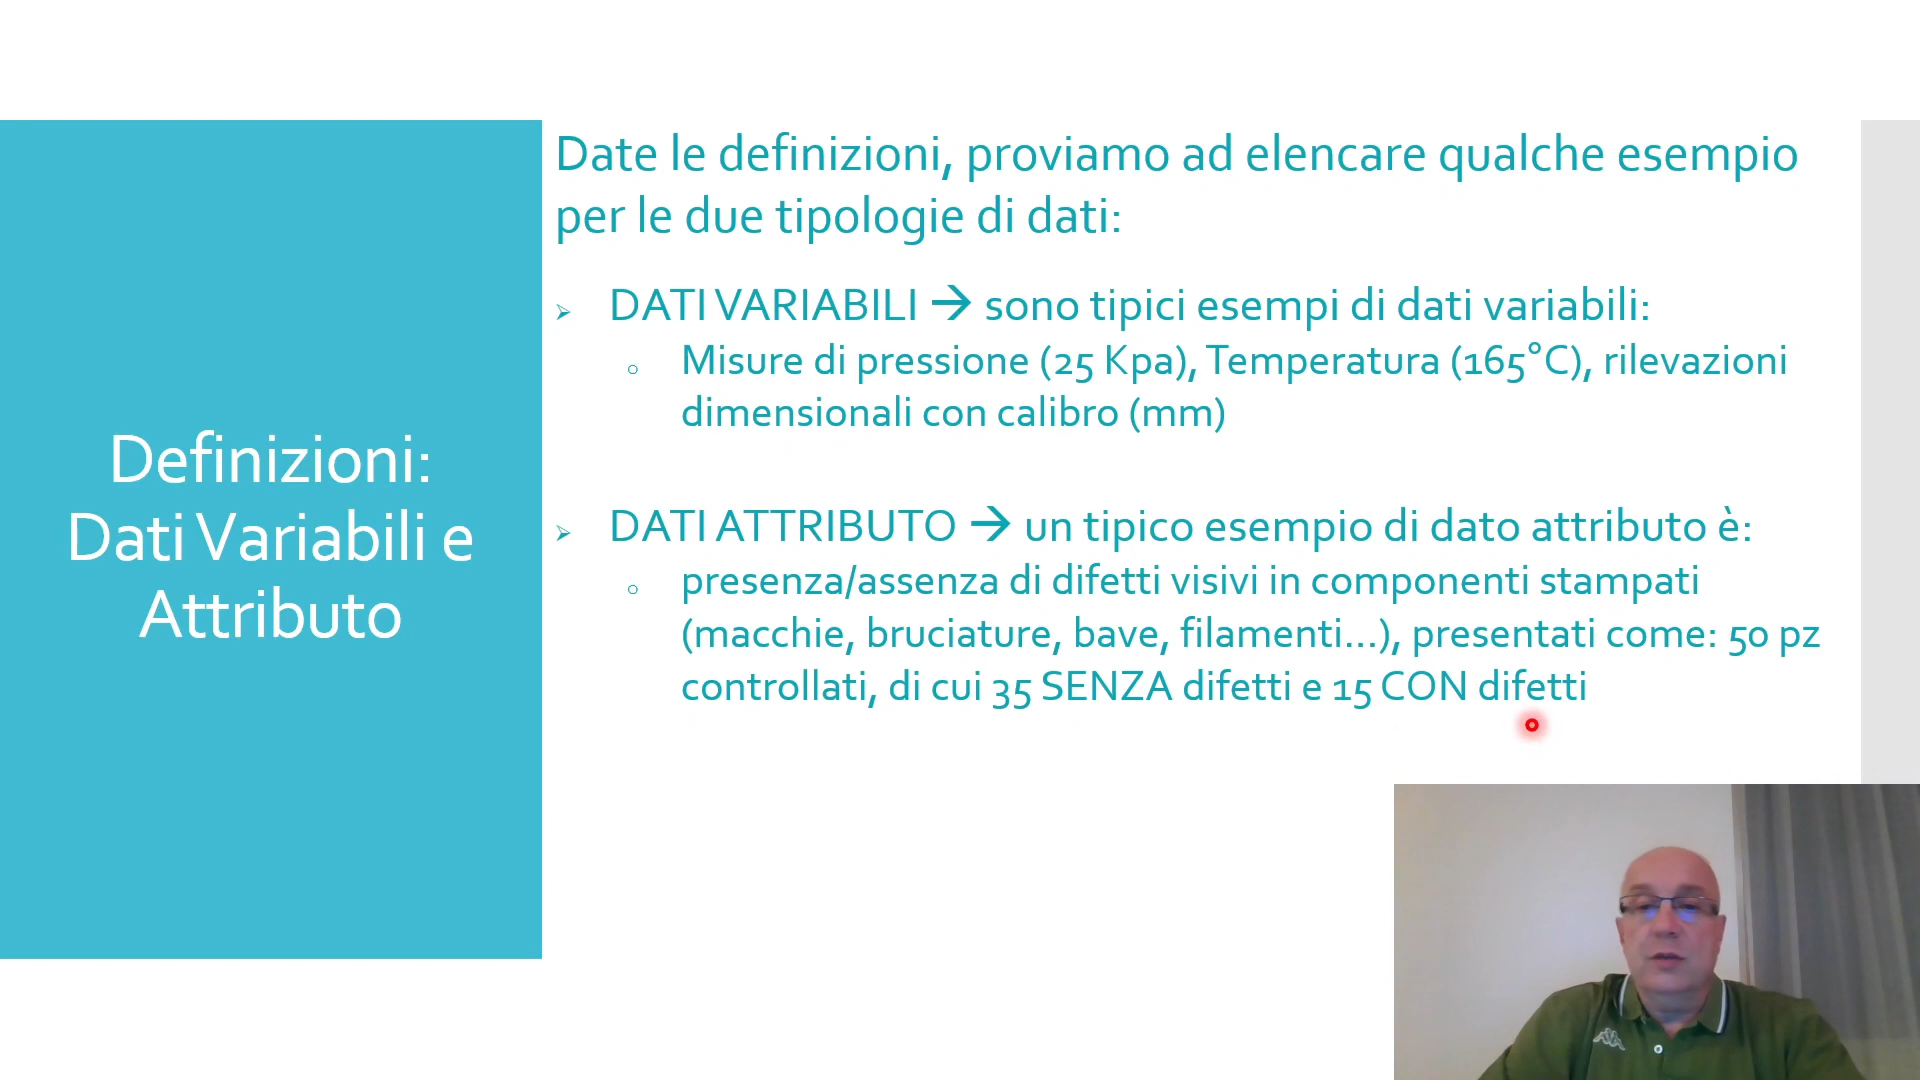 Definizioni:
Dati Variabili e
Attributo
Date le definizioni, proviamo ad elencare qualche esempio
per le due tipologie di dati:
DATI VARIABILI → sono tipici esempi di dati variabili:
Misure di pressione (25 Kpa), Temperatura (165°C), rilevazioni
dimensionali con calibro (mm)
DATI ATTRIBUTO → un tipico esempio di dato attributo è:
presenza/assenza di difetti visivi in componenti stampati
(macchie, bruciature, bave, filamenti…), presentati come: 50 pz
controllati, di cui 35 SENZA difetti e 15 CON difetti